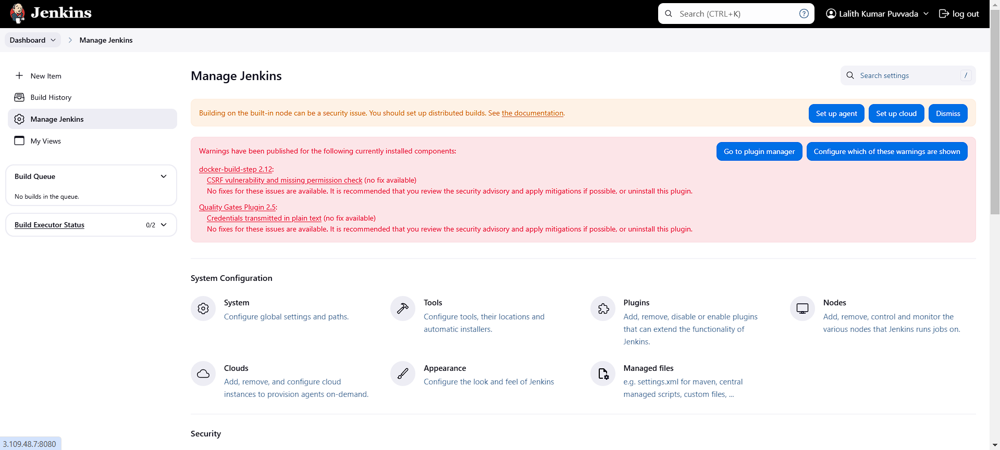 Jenkins
Search (CTRL+K)
?
Lalith Kumar Puvvada
log out
Dashboard
Manage Jenkins
New Item
Build History
Manage Jenkins
My Views
Build Queue
No builds in the queue.
Build Executor Status
0/2
Manage Jenkins
Search settings
/
Building on the built-in node can be a security issue. You should set up distributed builds. See the documentation.
Set up agent
Set up cloud
Dismiss
Warnings have been published for the following currently installed components:
Go to plugin manager
Configure which of these warnings are shown
docker-build-step 2.12:
CSRF vulnerability and missing permission check (no fix available)
No fixes for these issues are available. It is recommended that you review the security advisory and apply mitigations if possible, or uninstall this plugin.
Quality Gates Plugin 2.5:
Credentials transmitted in plain text (no fix available)
No fixes for these issues are available. It is recommended that you review the security advisory and apply mitigations if possible, or uninstall this plugin.
System Configuration
System
Configure global settings and paths.
Tools
Configure tools, their locations and
automatic installers.
Plugins
Add, remove, disable or enable plugins
that can extend the functionality of
Jenkins.
Nodes
Add, remove, control and monitor the
various nodes that Jenkins runs jobs on.
Clouds
Add, remove, and configure cloud
instances to provision agents on-demand.
Appearance
Configure the look and feel of Jenkins
Managed files
e.g. settings.xml for maven, central
managed scripts, custom files, ...
Security
3.109.48.7:8080